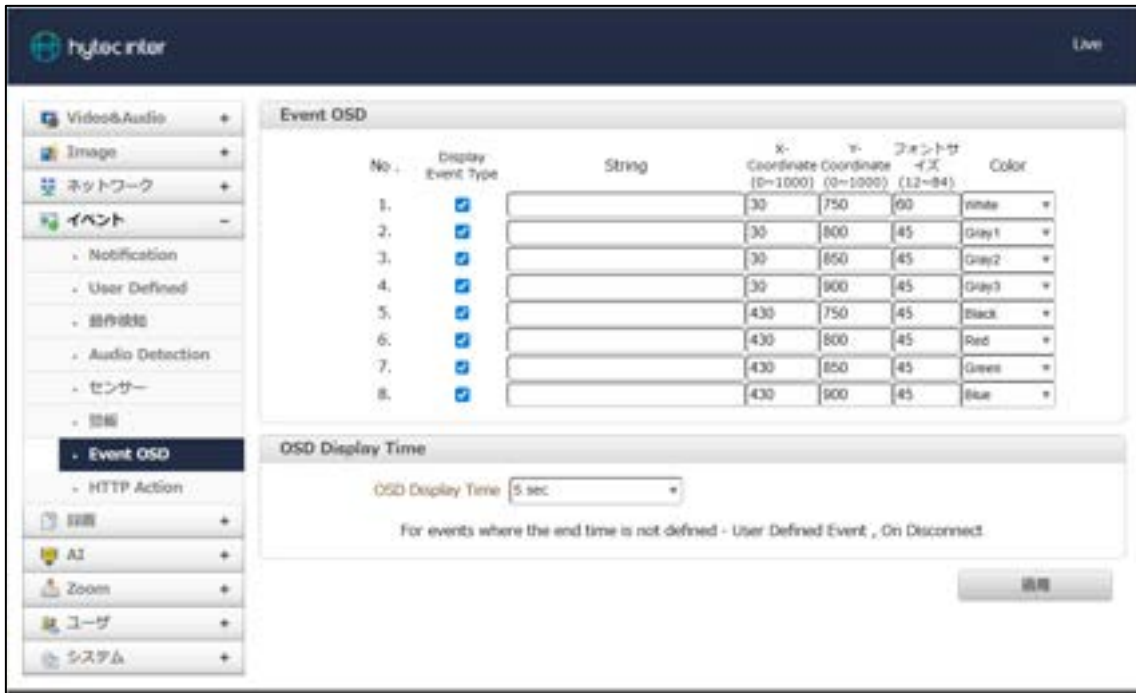 hytec inter
Live
Video&Audio +
Image +
ネットワーク +
イベント -
Notification
User Defined
動作検知
Audio Detection
センサー
Event OSD
HTTP Action
録画 +
AI +
Zoom +
ユーザ +
システム +
Event OSD
No . Display Event Type String X-Coordinate (0~1000) Y-Coordinate (0~1000) フォントサイズ (12~84) Color
1. 30 750 60 White
2. 30 800 45 Gray1
3. 30 850 45 Gray2
4. 30 900 45 Gray3
5. 430 750 45 Black
6. 430 800 45 Red
7. 430 850 45 Green
8. 430 900 45 Blue
OSD Display Time
OSD Display Time 5 sec
For events where the end time is not defined - User Defined Event , On Disconnect
適用